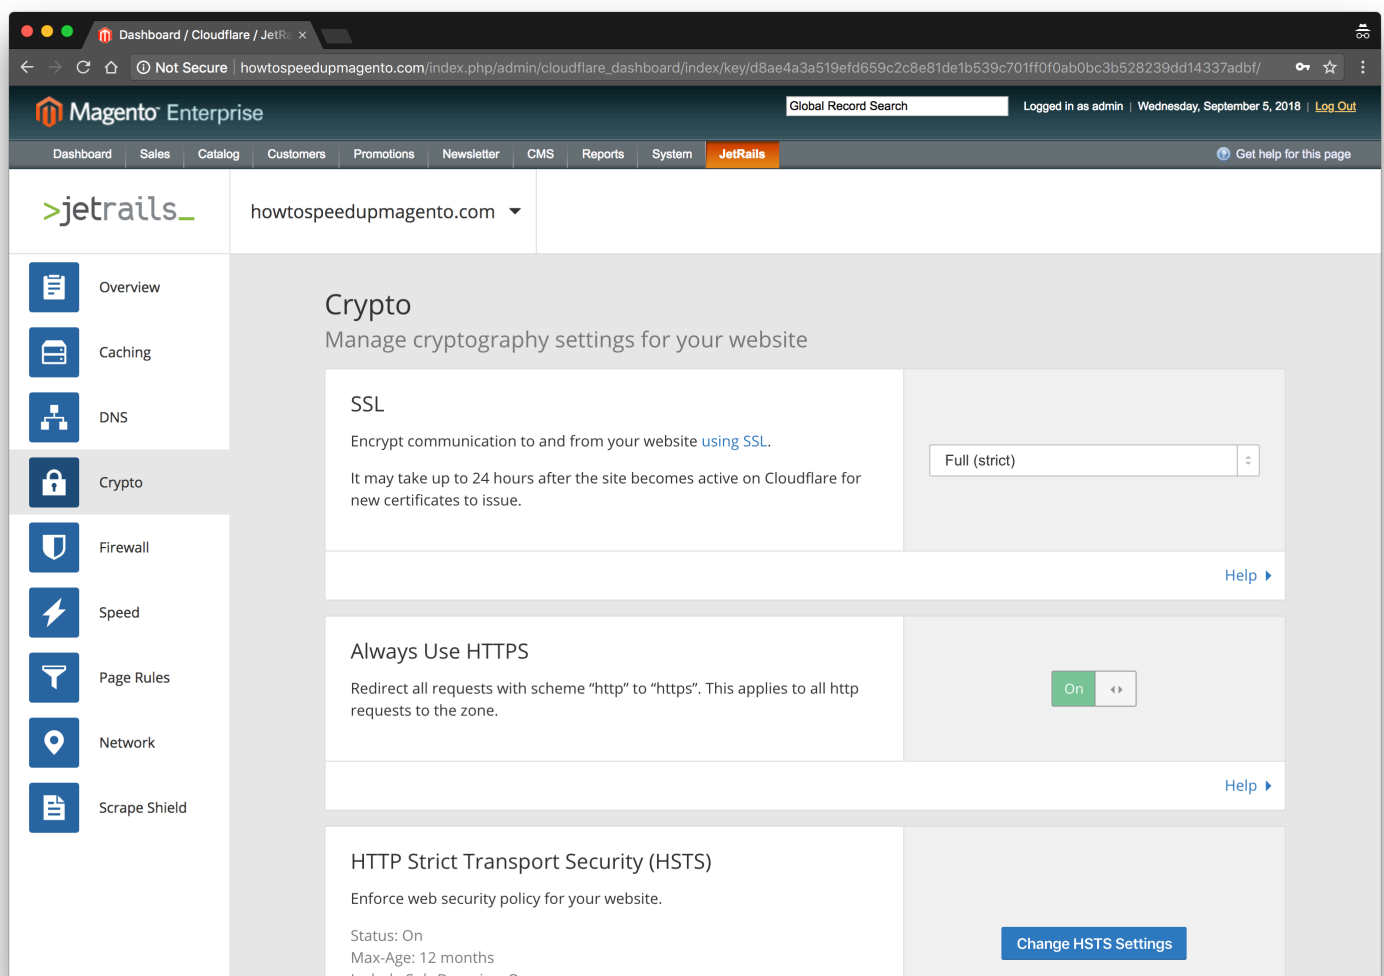 Dashboard / Cloudflare / JetRa
Not Secure howtospeedupmagento.com/index.php/admin/cloudflare_dashboard/index/key/d8ae4a3a519efd659c2c8e81de1b539c701ff0f0ab0bc3b528239dd14337adbf/
Magento Enterprise
Global Record Search
Logged in as admin | Wednesday, September 5, 2018 | Log Out
Dashboard Sales Catalog Customers Promotions Newsletter CMS Reports System JetRails
Get help for this page
>jetrails_
howtospeedupmagento.com
Overview
Caching
DNS
Crypto
Firewall
Speed
Page Rules
Network
Scrape Shield
Crypto
Manage cryptography settings for your website
SSL
Encrypt communication to and from your website using SSL.
It may take up to 24 hours after the site becomes active on Cloudflare for
new certificates to issue.
Full (strict)
Help
Always Use HTTPS
Redirect all requests with scheme “http” to “https”. This applies to all http
requests to the zone.
On
Help
HTTP Strict Transport Security (HSTS)
Enforce web security policy for your website.
Status: On
Max-Age: 12 months
Change HSTS Settings